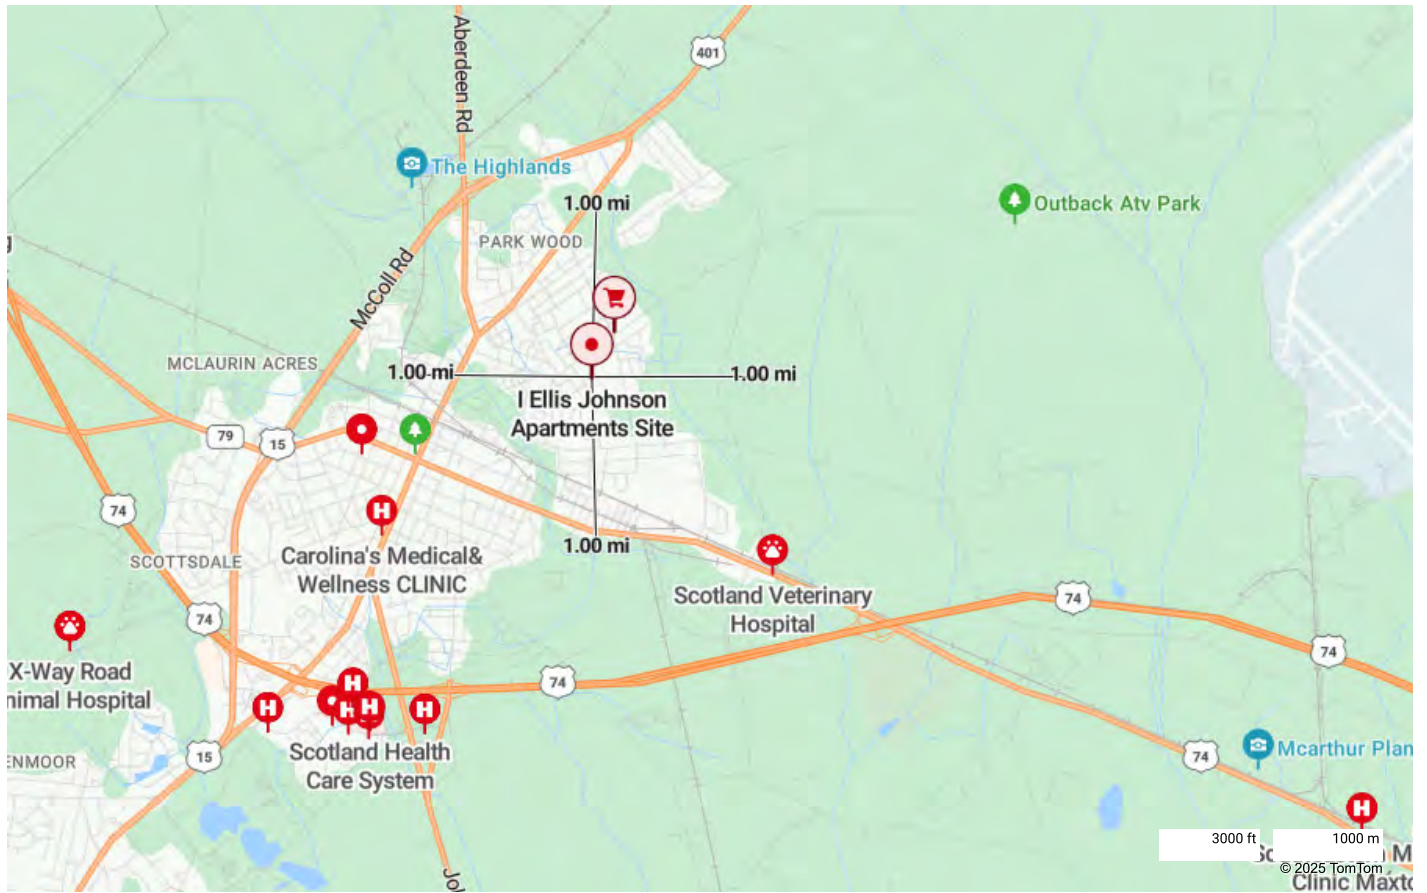 Aberdeen Rd
401
The Highlands
1.00 mi
Outback Atv Park
PARK WOOD
McColl Rd
MCLAURIN ACRES
1.00 mi
1.00 mi
I Ellis Johnson
Apartments Site
79
15
74
Carolina's Medical&
Wellness CLINIC
SCOTTSDALE
1.00 mi
Scotland Veterinary
Hospital
74
74
X-Way Road
nimal Hospital
74
74
Scotland Health
Care System
15
ENMOOR
Mcarthur Plan
74
3000 ft
1000 m
Clinic Maxto
© 2025 TomTom